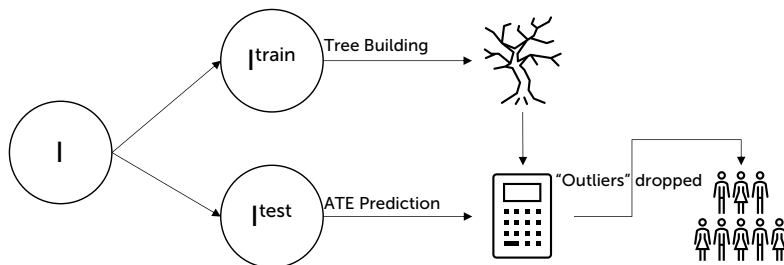 I
Itrain
Tree Building
Itest
ATE Prediction
“Outliers” dropped